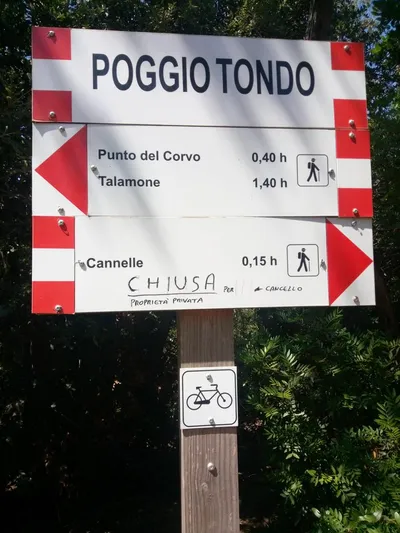 POGGIO TONDO
Punto del Corvo 0,40 h
Talamone 1,40 h
Cannelle 0,15 h
CHIUSA PER ← CANCELLO
PROPRIETÀ PRIVATA